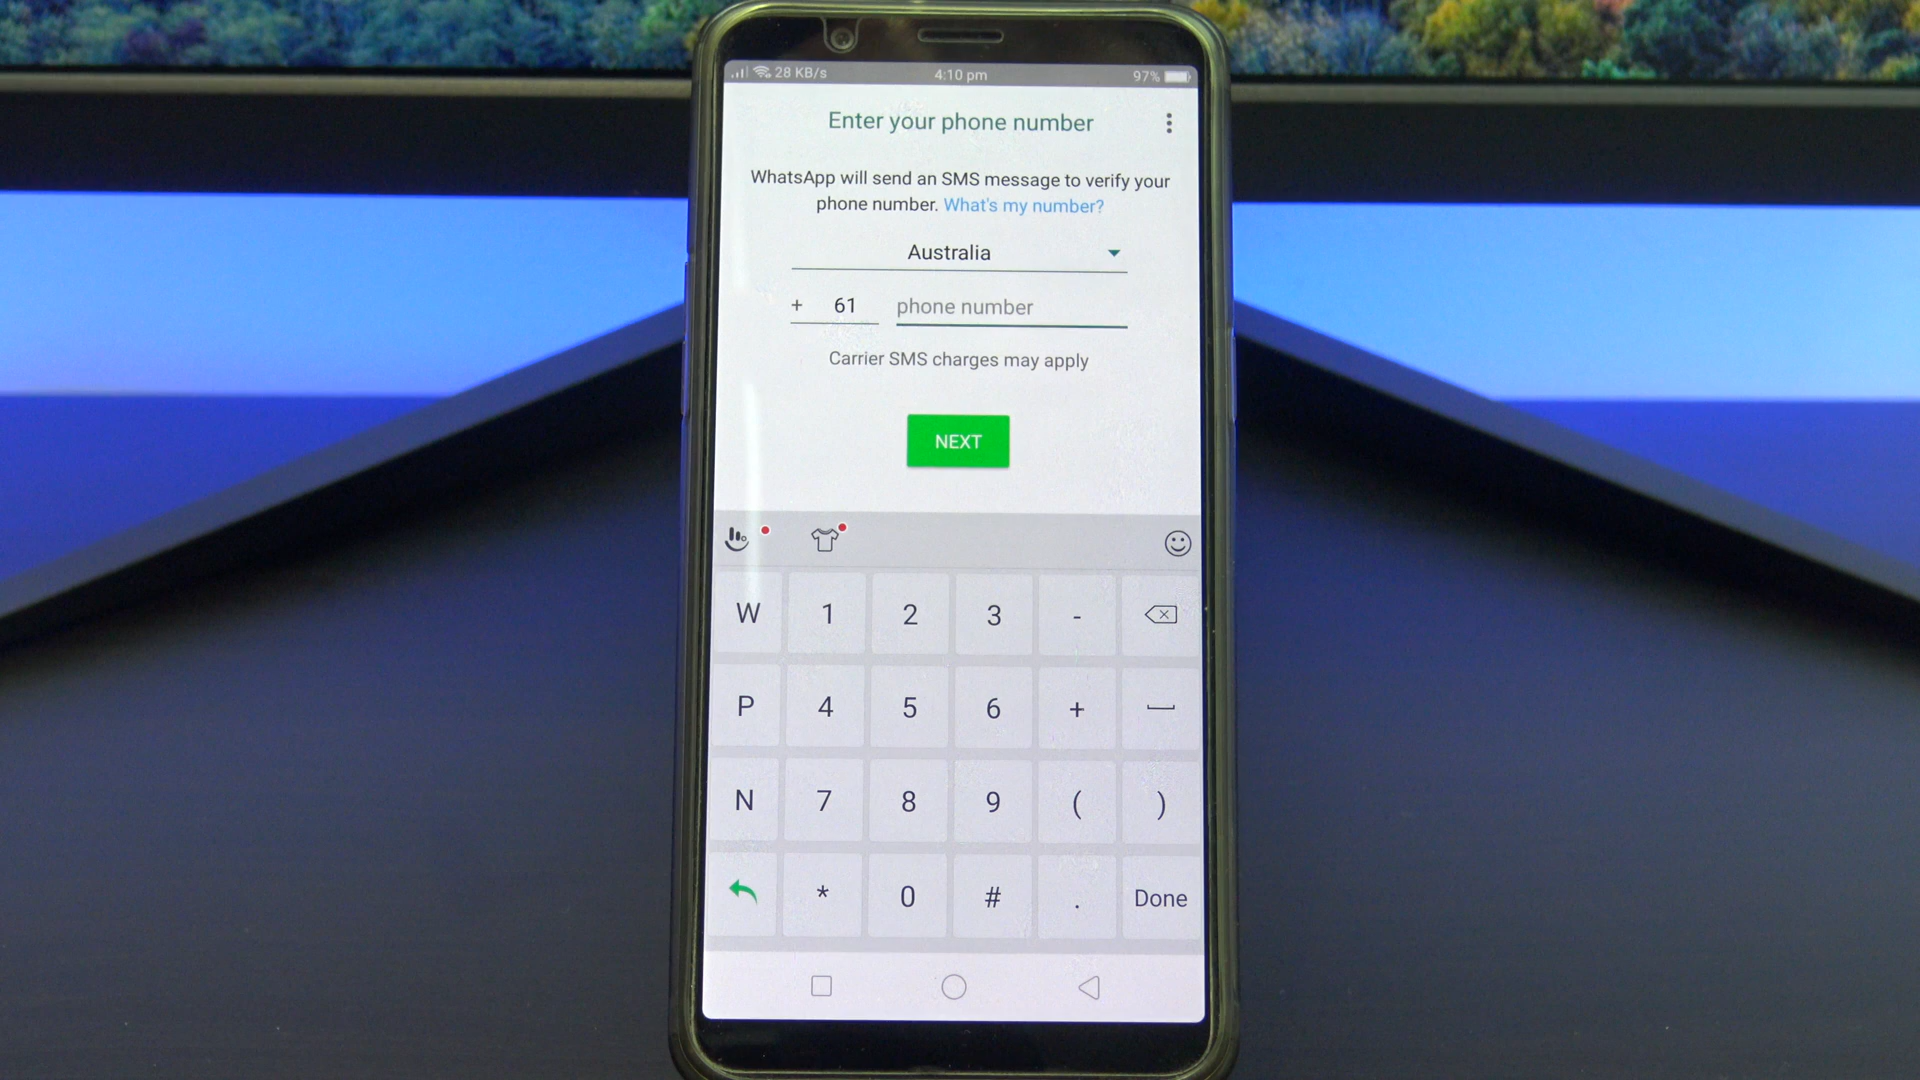 28 KB/s 4:10 pm 97%
Enter your phone number
WhatsApp will send an SMS message to verify your
phone number. What's my number?
Australia
+ 61 phone number
Carrier SMS charges may apply
NEXT
W 1 2 3 -
P 4 5 6 +
N 7 8 9 ( )
* 0 # . Done